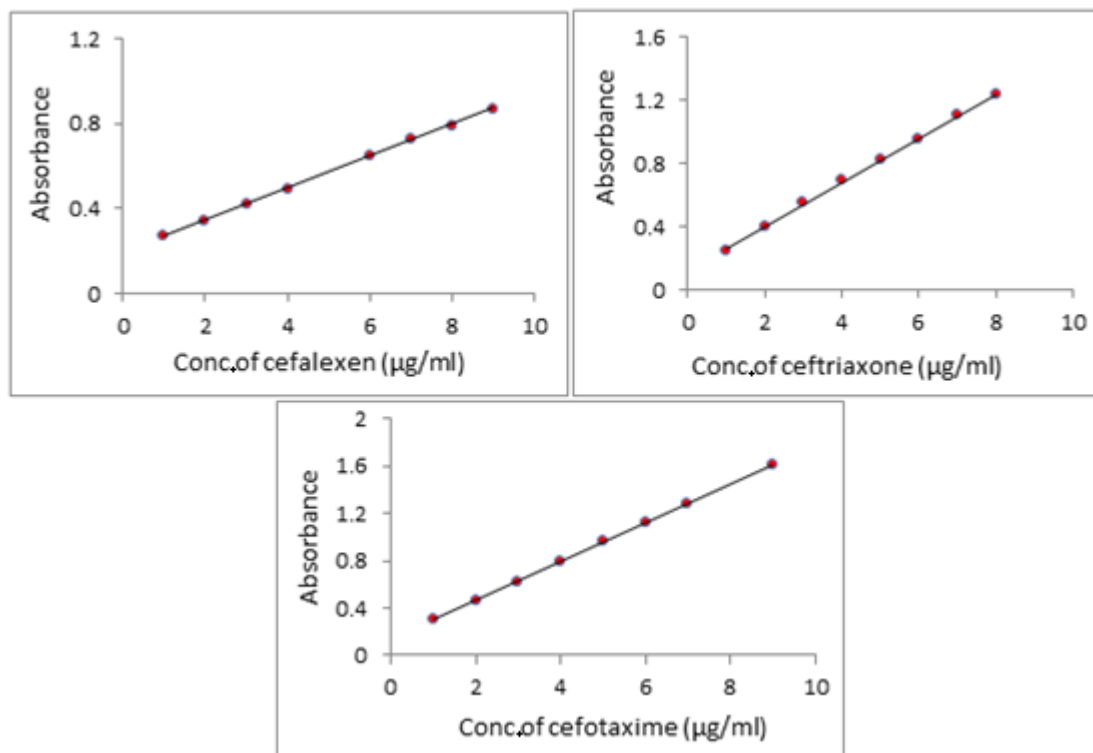 1.2
0.8
0.4
0
Absorbance
0 2 4 6 8 10
Conc.of cefalexen (µg/ml)
1.6
1.2
0.8
0.4
0
Absorbance
0 2 4 6 8 10
Conc.of ceftriaxone (µg/ml)
2
1.6
1.2
0.8
0.4
0
Absorbance
0 2 4 6 8 10
Conc.of cefotaxime (µg/ml)